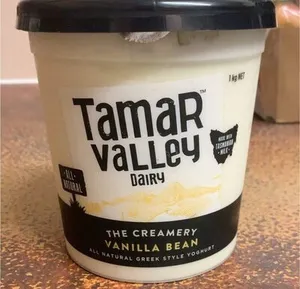 1 kg NET
TAMAR™
VALLEY
DAIRY
MADE WITH
TASMANIAN
MILK
ALL
NATURAL
THE CREAMERY
VANILLA BEAN
ALL NATURAL GREEK STYLE YOGHURT